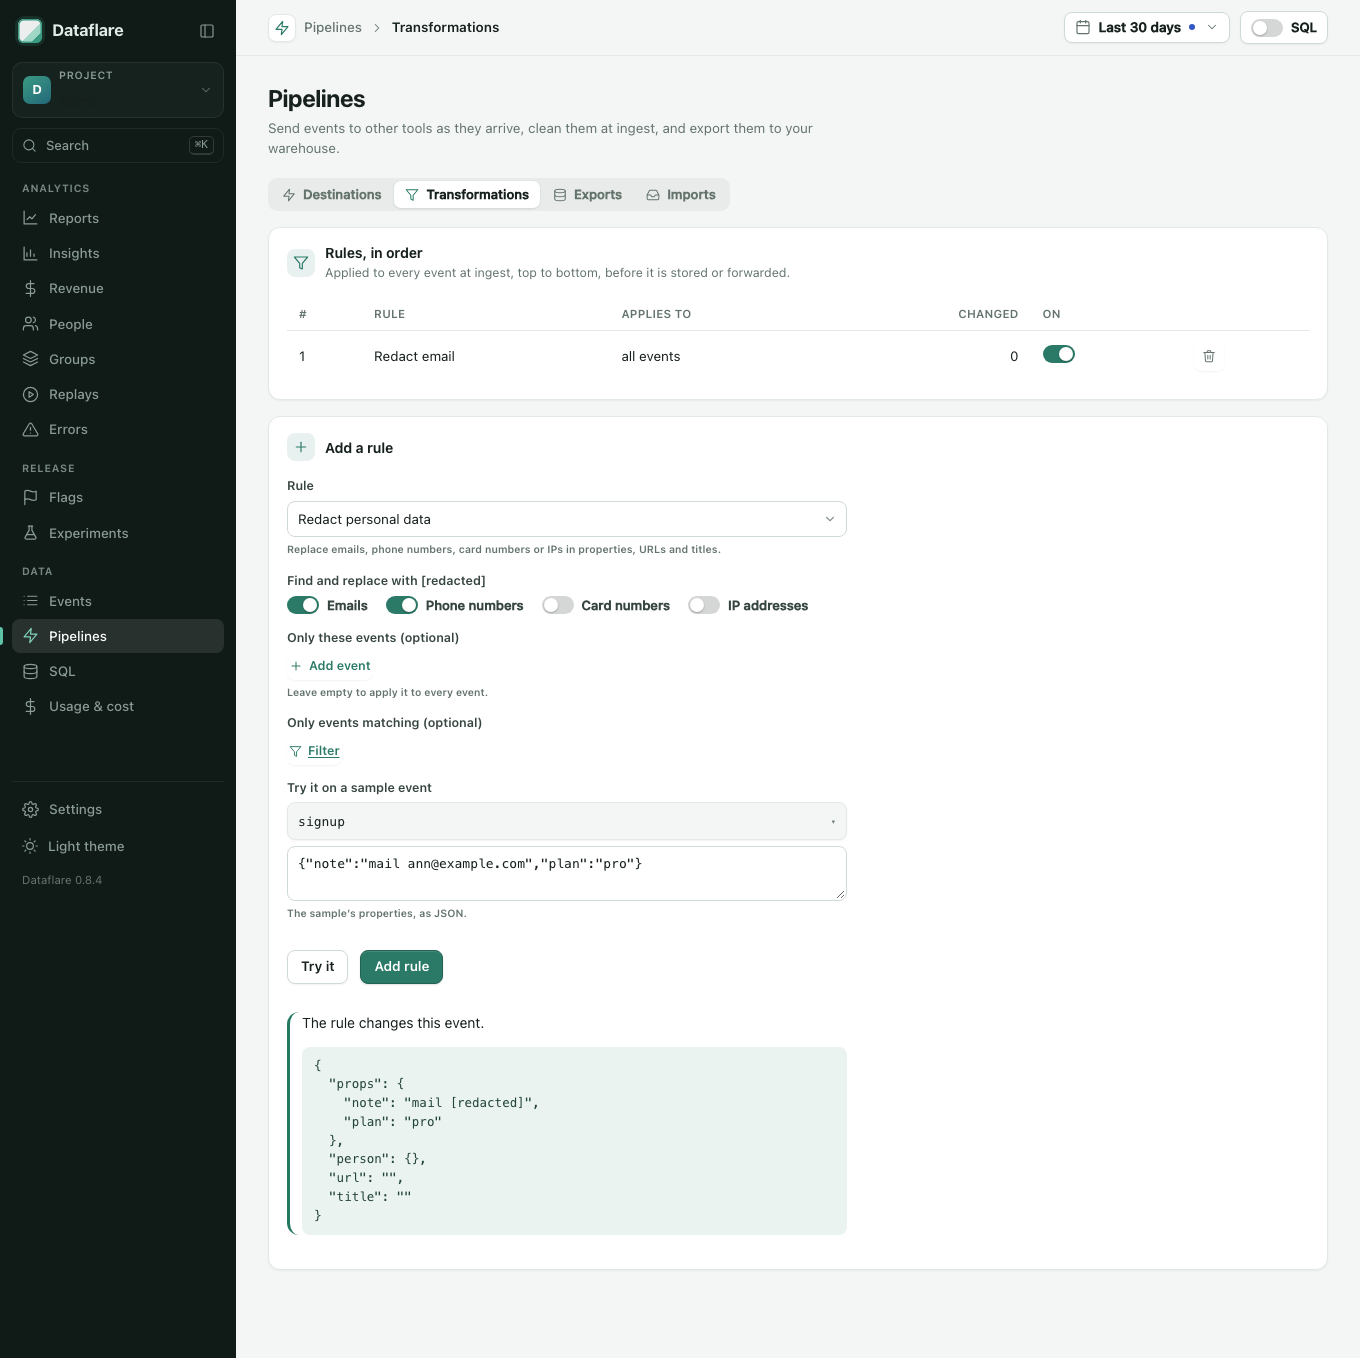 Dataflare
PROJECT
D
Search
⌘K
ANALYTICS
Reports
Insights
Revenue
People
Groups
Replays
Errors
RELEASE
Flags
Experiments
DATA
Events
Pipelines
SQL
Usage & cost
Settings
Light theme
Dataflare 0.8.4
Pipelines > Transformations
Last 30 days
SQL
Pipelines
Send events to other tools as they arrive, clean them at ingest, and export them to your
warehouse.
Destinations Transformations Exports Imports
Rules, in order
Applied to every event at ingest, top to bottom, before it is stored or forwarded.
# RULE APPLIES TO CHANGED ON
1 Redact email all events 0
Add a rule
Rule
Redact personal data
Replace emails, phone numbers, card numbers or IPs in properties, URLs and titles.
Find and replace with [redacted]
Emails Phone numbers Card numbers IP addresses
Only these events (optional)
+ Add event
Leave empty to apply it to every event.
Only events matching (optional)
Filter
Try it on a sample event
signup
{"note":"mail ann@example.com","plan":"pro"}
The sample's properties, as JSON.
Try it Add rule
The rule changes this event.
{
"props": {
"note": "mail [redacted]",
"plan": "pro"
},
"person": {},
"url": "",
"title": ""
}